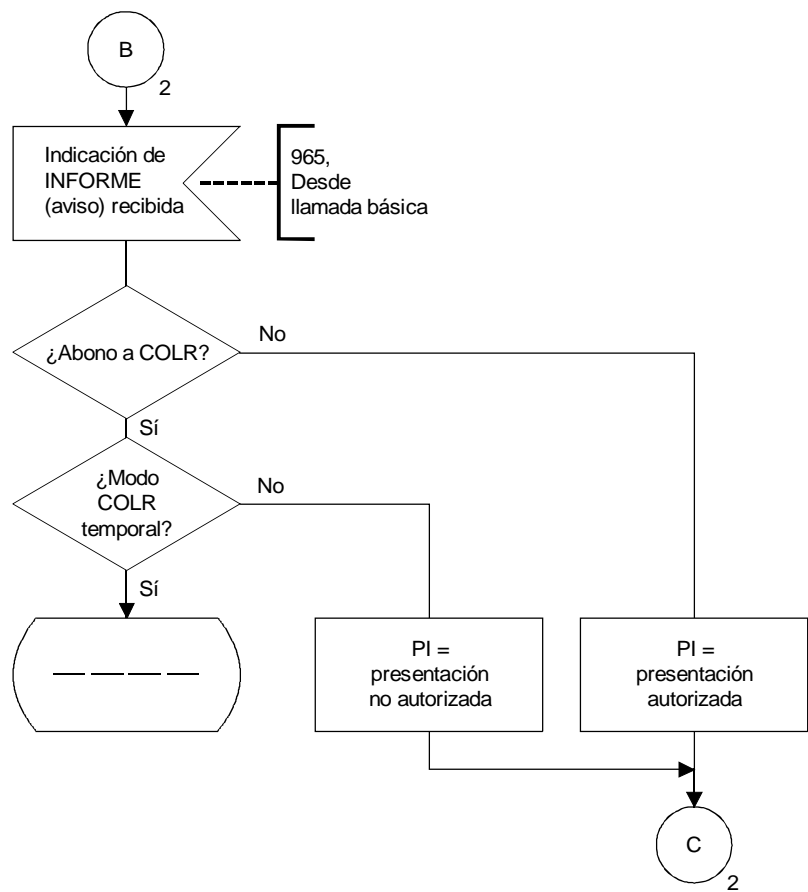 B
2
Indicación de
INFORME
(aviso) recibida
965,
Desde
llamada básica
¿Abono a COLR?
No
Sí
¿Modo
COLR
temporal?
No
Sí
PI =
presentación
no autorizada
PI =
presentación
autorizada
C
2